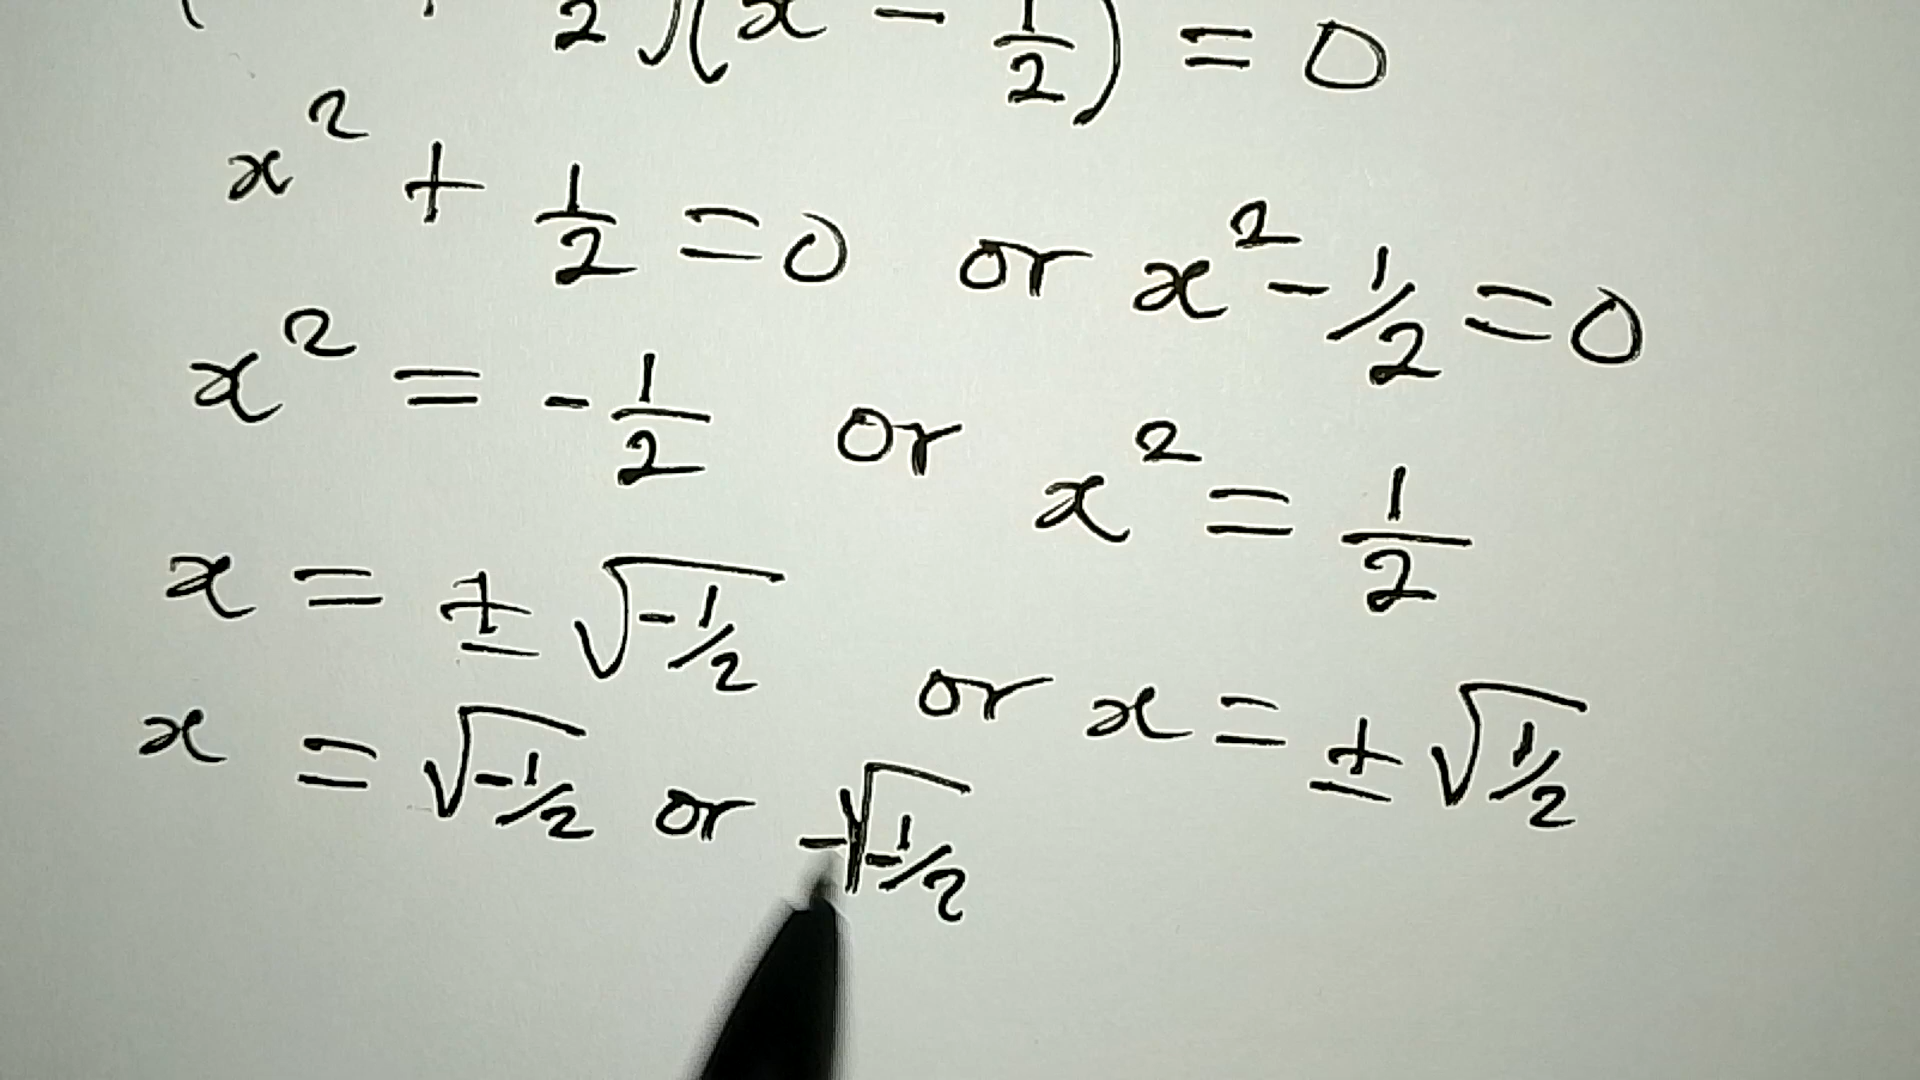 2)(x - 1/2) = 0
x² + 1/2 = 0 or x² - 1/2 = 0
x² = -1/2 or x² = 1/2
x = ± √-1/2 or x = ± √1/2
x = √-1/2 or -√-1/2